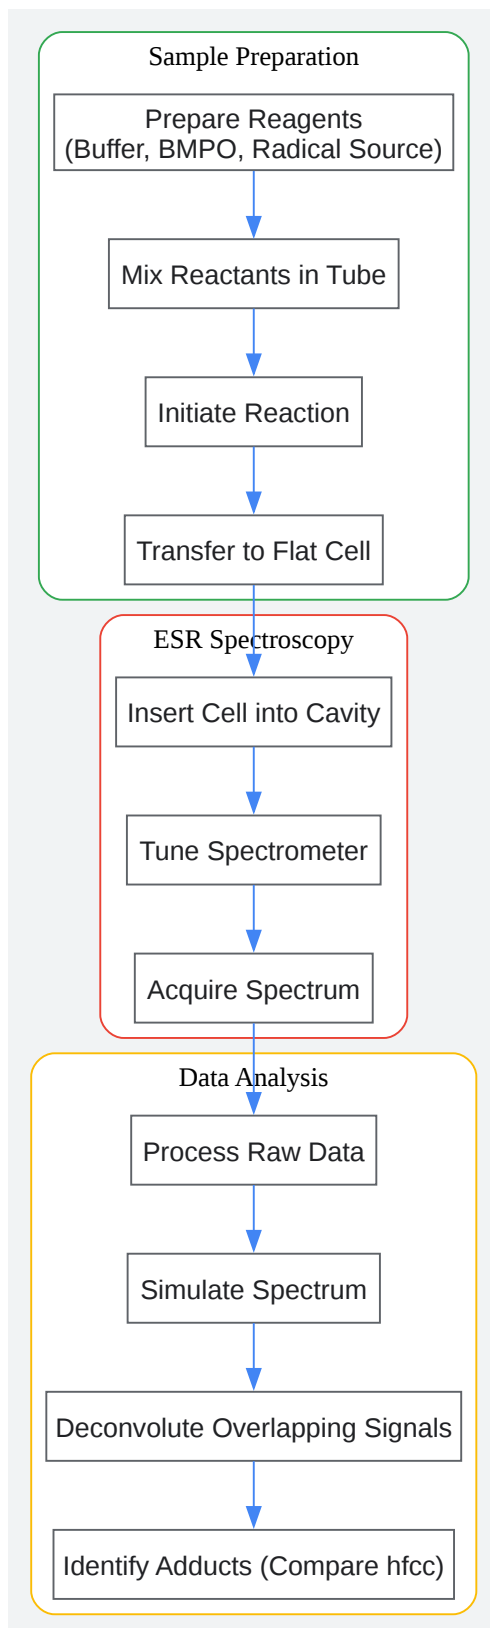 Sample Preparation
Prepare Reagents
(Buffer, BMPO, Radical Source)
Mix Reactants in Tube
Initiate Reaction
Transfer to Flat Cell
ESR Spectroscopy
Insert Cell into Cavity
Tune Spectrometer
Acquire Spectrum
Data Analysis
Process Raw Data
Simulate Spectrum
Deconvolute Overlapping Signals
Identify Adducts (Compare hfcc)